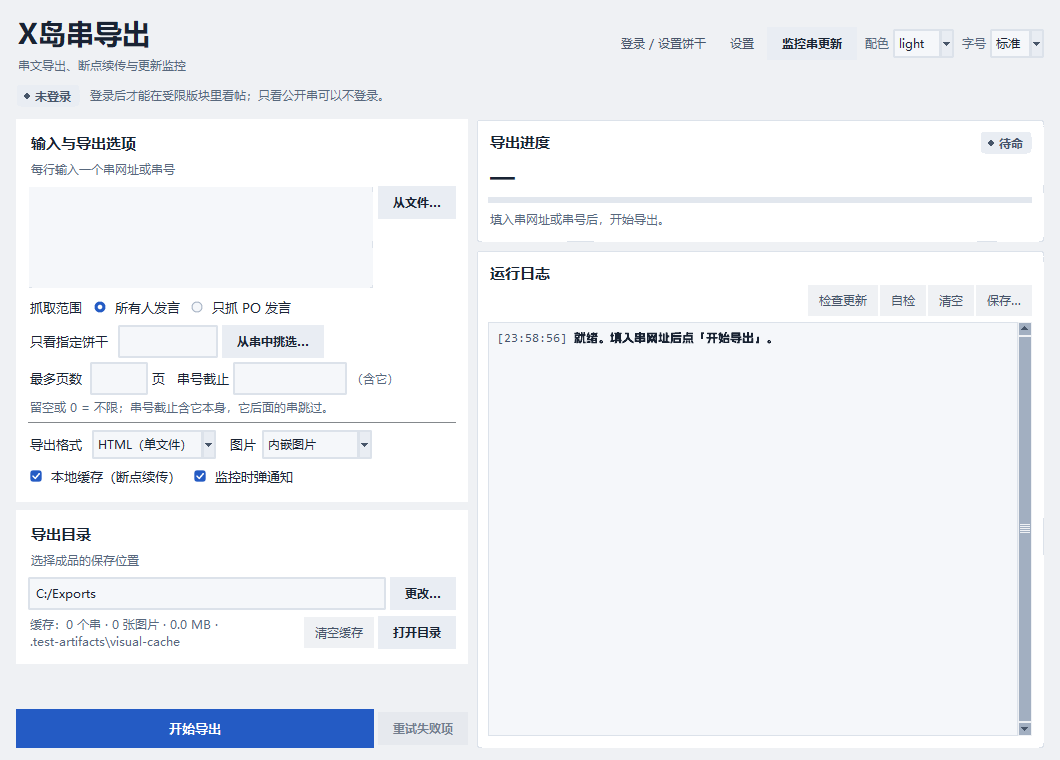 X岛串导出
串文导出、断点续传与更新监控
登录 / 设置饼干 设置 监控串更新 配色 light 字号 标准
未登录 登录后才能在受限版块里看帖；只看公开串可以不登录。
输入与导出选项
每行输入一个串网址或串号
从文件...
抓取范围 所有人发言 只抓 PO 发言
只看指定饼干 从串中挑选...
最多页数 页 串号截止 （含它）
留空或 0 = 不限；串号截止含它本身，它后面的串跳过。
导出格式 HTML（单文件） 图片 内嵌图片
本地缓存（断点续传） 监控时弹通知
导出目录
选择成品的保存位置
C:/Exports 更改...
缓存：0 个串 · 0 张图片 · 0.0 MB ·
.test-artifacts\visual-cache
清空缓存 打开目录
开始导出 重试失败项
导出进度 待命
—
填入串网址或串号后，开始导出。
运行日志
检查更新 自检 清空 保存...
[23:58:56] 就绪。填入串网址后点「开始导出」。